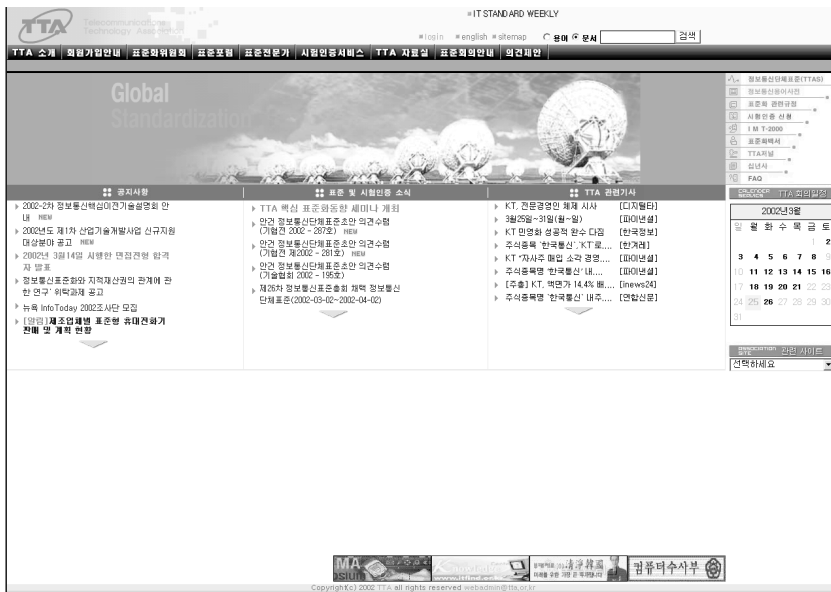 IT STANDARD WEEKLY
TTA Telecommunications
Technology Association
login english sitemap 용어 문서 검색
TTA 소개 회원가입안내 표준화위원회 표준포럼 표준전문가 시험인증서비스 TTA 자료실 표준회의안내 의견제안
Global
Standardization
정보통신단체표준(TTAS)
정보통신용어사전
표준화 관련규정
시험인증 신청
IMT-2000
표준화백서
TTA저널
십년사
FAQ
공지사항
2002-2차 정보통신핵심이전기술설명회 안
내 NEW
2002년도 제1차 산업기술개발사업 신규지원
대상분야 공고 NEW
2002년 3월14일 시행한 면접전형 합격
자 발표
정보통신표준화와 지적재산권의 관계에 관
한 연구' 위탁과제 공고
뉴욕 InfoToday 2002조사단 모집
[알림]제조업체별 표준형 휴대전화기
판매 및 계획 현황
표준 및 시험인증 소식
TTA 핵심 표준화동향 세미나 개최
안건 정보통신단체표준초안 의견수렴
(기협전 2002 - 287호) NEW
안건 정보통신단체표준초안 의견수렴
(기협전 제2002 - 281호) NEW
안건 정보통신단체표준초안 의견수렴
(기술협회 2002 - 195호)
제26차 정보통신표준총회 채택 정보통신
단체표준(2002-03-02~2002-04-02)
TTA 관련기사
KT, 전문경영인 체제 시사 [디지털타]
3월25일~31일(월~일) [파이낸셜]
KT 민영화 성공적 완수 다짐 [한국정보]
주식종목 '한국통신','KT'로.... [한겨레]
KT "자사주 매입 소각 경영.... [파이낸셜]
주식종목명 '한국통신' 내.... [파이낸셜]
[주총] KT, 액면가 14.4% 배.... [inews24]
주식종목명 '한국통신' 내주.... [연합신문]
CALENDER
SERVICE TTA 회의일정
2002년3월
일 월 화 수 목 금 토
1 2
3 4 5 6 7 8 9
10 11 12 13 14 15 16
17 18 19 20 21 22 23
24 25 26 27 28 29 30
31
ASSOCIATION
SITE 관련 사이트
선택하세요
MA
www.itfind.or.kr
컴퓨터수사부
Copyright(c) 2002 TTA all rights reserved webadmin@tta.or.kr